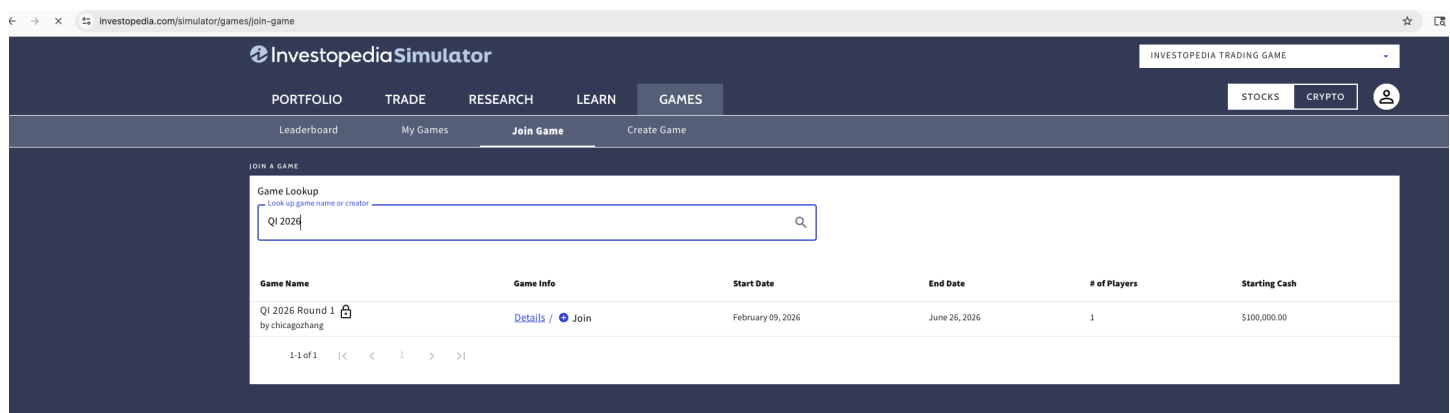 investopedia.com/simulator/games/join-game
InvestopediaSimulator
INVESTOPEDIA TRADING GAME
PORTFOLIO TRADE RESEARCH LEARN GAMES
STOCKS CRYPTO
Leaderboard My Games Join Game Create Game
JOIN A GAME
Game Lookup
Look up game name or creator
QI 2026
Game Name Game Info Start Date End Date # of Players Starting Cash
QI 2026 Round 1
by chicagozhang
Details / Join February 09, 2026 June 26, 2026 1 $100,000.00
1-1 of 1 |< < 1 > >|